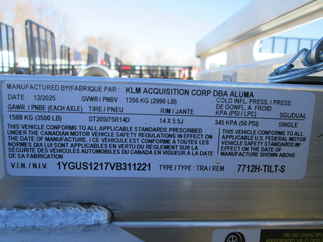 MANUFACTURED BY/FABRIQUE PAR: KLM ACQUISITION CORP DBA ALUMA
DATE: 12/2025 GVWR / PNBV 1356 KG (2990 LB) COLD INFL. PRESS / PRESS DE GONFL. À FROID
GAWR / PNBE (EACH AXLE) TIRE / PNEU RIM / JANTE KPA (PSI) / LPC) SG/DUAL
1588 KG (3500 LB) ST205/75R14D 14 X 5.5J 345 KPA (50 PSI) SINGLE
THIS VEHICLE CONFORMS TO ALL APPLICABLE STANDARDS PRESCRIBED
UNDER THE CANADIAN MOTOR VEHICLE SAFETY REGULATIONS IN EFFECT ON
THE DATE OF MANUFACTURE. / CE VÉHICULE EST CONFORME À TOUTES LES
NORMES QUI LUI SONT APPLICABLES EN VERTU DU RÈGLEMENT SUR LA SÉCURITÉ
DES VÉHICULES AUTOMOBILES DU CANADA EN VIGUEUR À LA DATE
DE SA FABRICATION
THIS VEHICLE CONFORMS TO ALL
APPLICABLE U.S. FEDERAL MOTOR
VEHICLE SAFETY STANDARDS IN
EFFECT ON THE DATE OF
MANUFACTURE SHOWN ABOVE.
V.I.N./ N.I.V. 1YGUS1217VB311221 TYPE / TYPE : TRA / REM 7712H-TILT-S